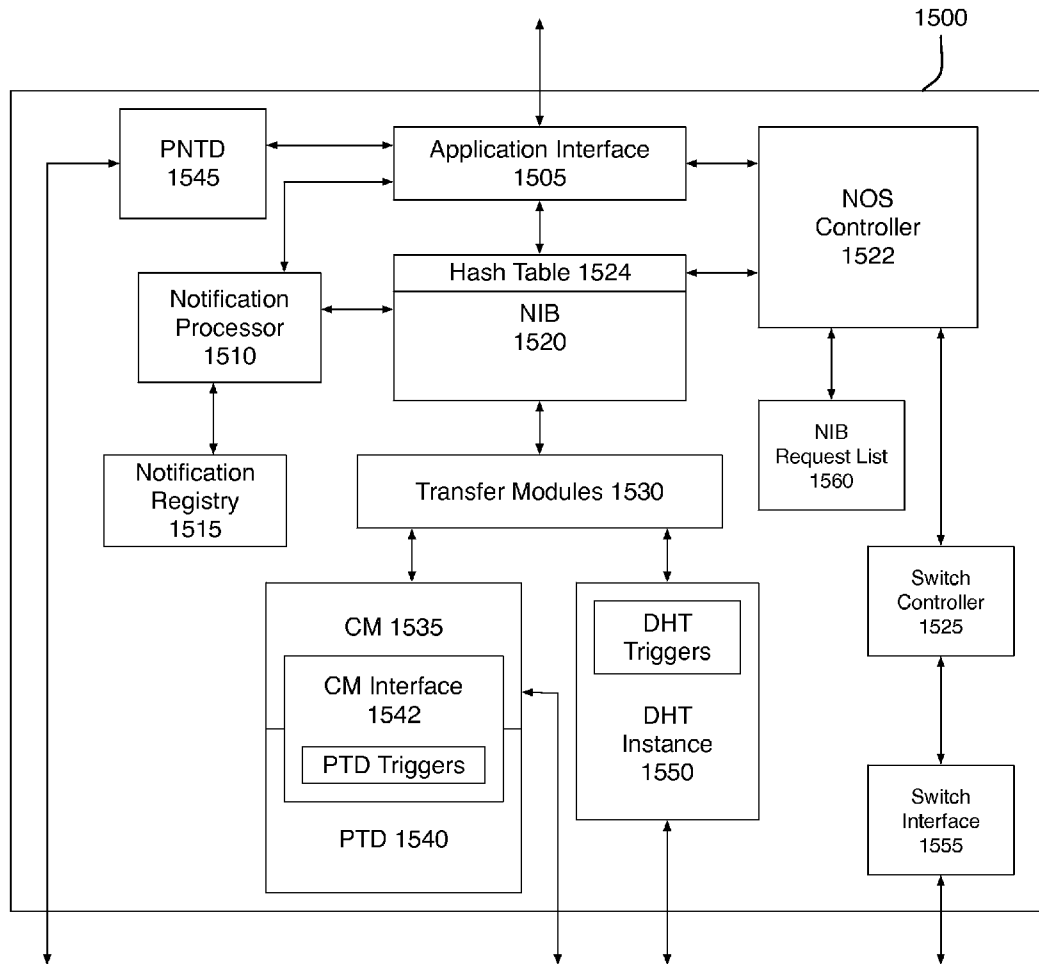 1500
PNTD
1545
Application Interface
1505
NOS
Controller
1522
Hash Table 1524
NIB
1520
Notification
Processor
1510
NIB
Request List
1560
Notification
Registry
1515
Transfer Modules 1530
CM 1535
CM Interface
1542
PTD Triggers
PTD 1540
DHT
Triggers
DHT
Instance
1550
Switch
Controller
1525
Switch
Interface
1555